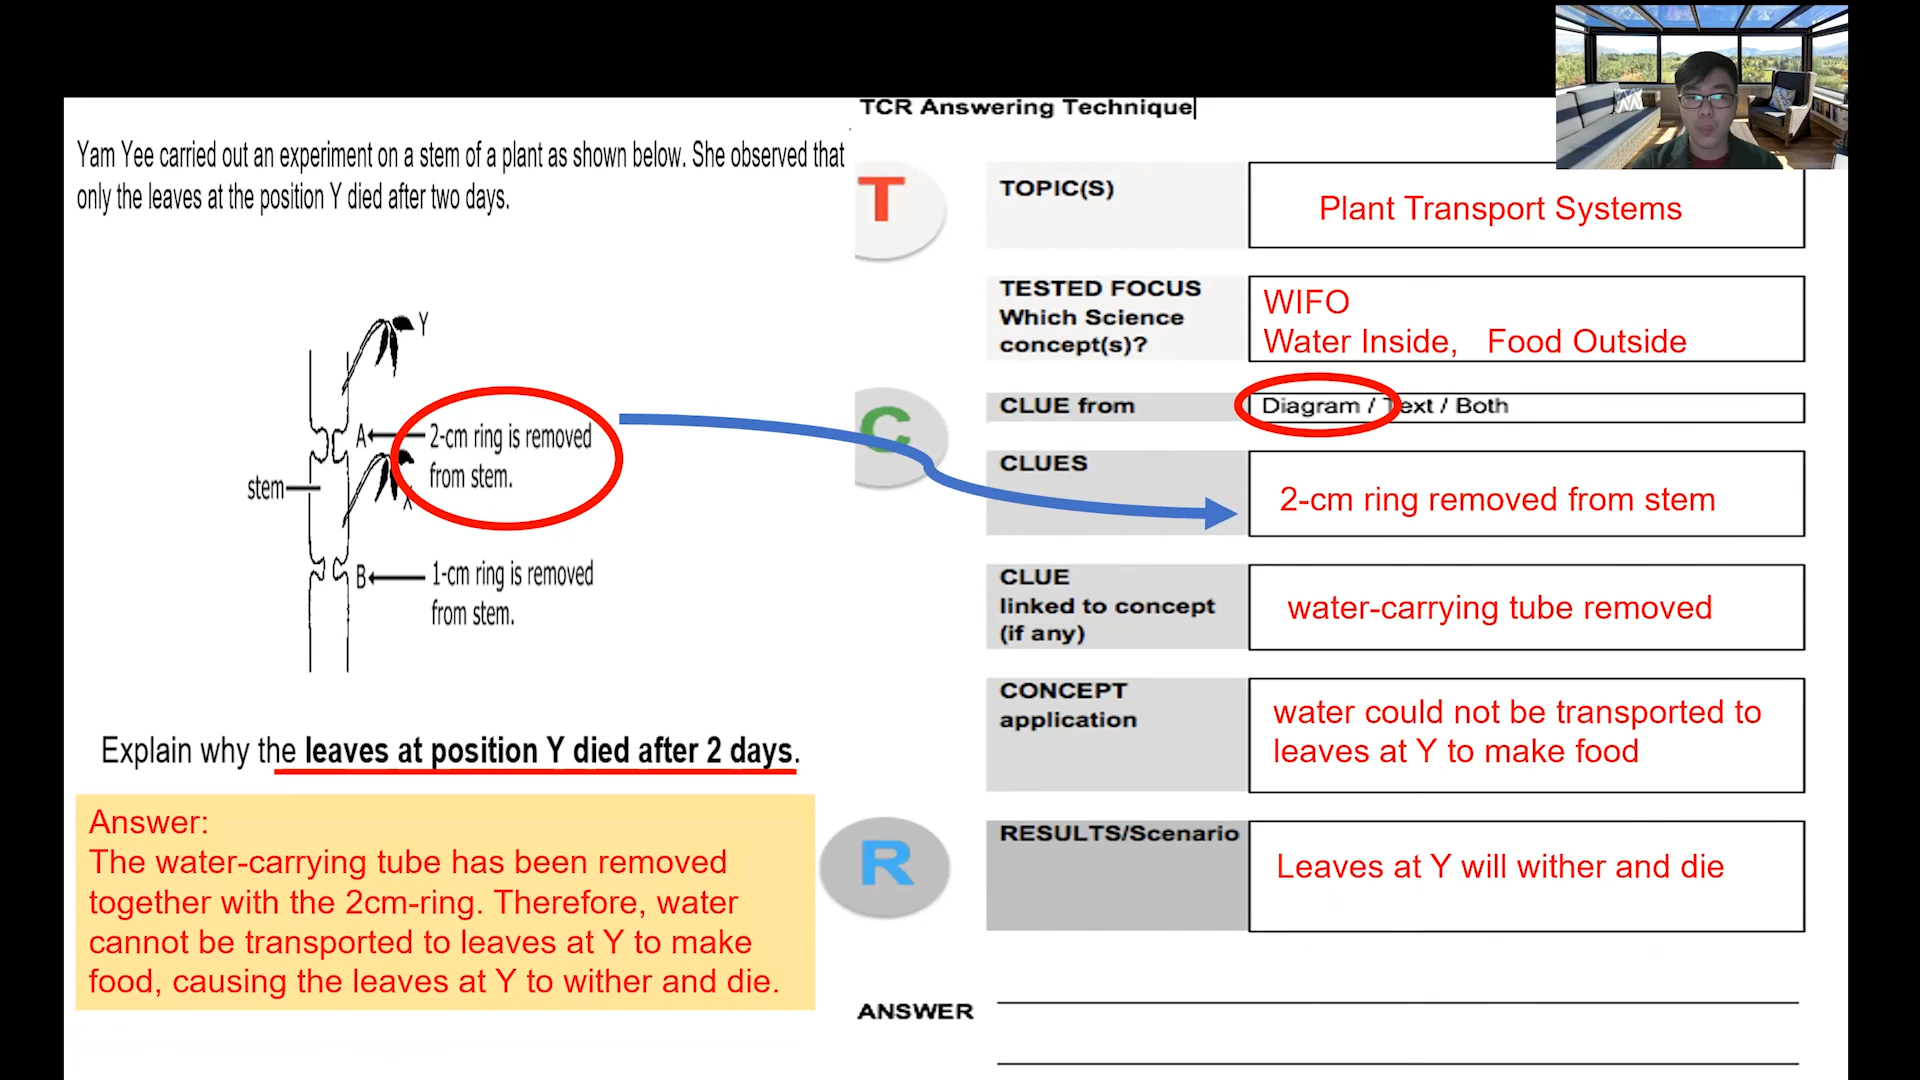 TCR Answering Technique
Yam Yee carried out an experiment on a stem of a plant as shown below. She observed that
only the leaves at the position Y died after two days.
Y
A
2-cm ring is removed
from stem.
stem
X
B
1-cm ring is removed
from stem.
Explain why the leaves at position Y died after 2 days.
Answer:
The water-carrying tube has been removed
together with the 2cm-ring. Therefore, water
cannot be transported to leaves at Y to make
food, causing the leaves at Y to wither and die.
T
TOPIC(S)
Plant Transport Systems
TESTED FOCUS
Which Science
concept(s)?
WIFO
Water Inside, Food Outside
C
CLUE from
Diagram / Text / Both
CLUES
2-cm ring removed from stem
CLUE
linked to concept
(if any)
water-carrying tube removed
CONCEPT
application
water could not be transported to
leaves at Y to make food
R
RESULTS/Scenario
Leaves at Y will wither and die
ANSWER